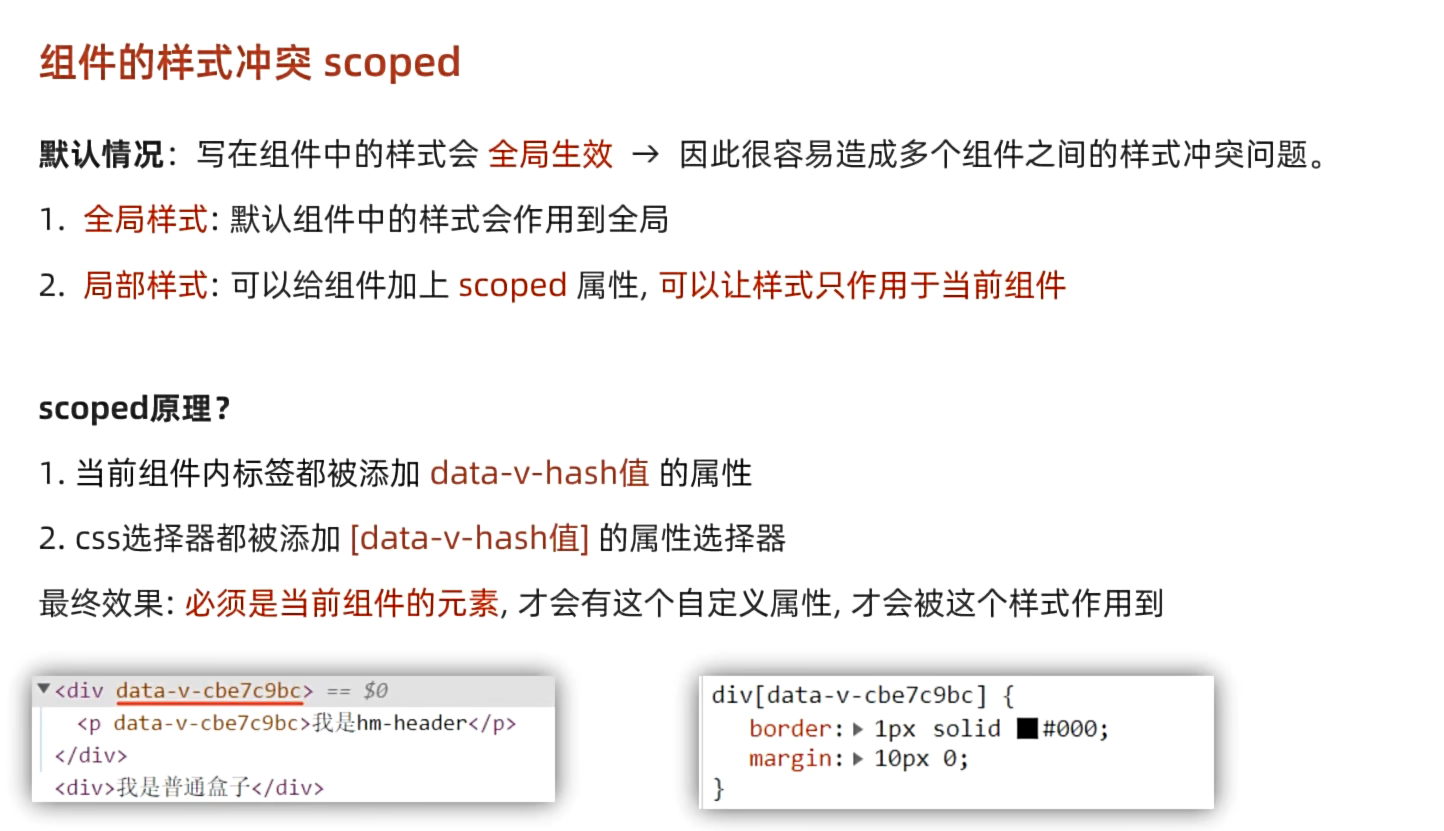 组件的样式冲突 scoped
默认情况：写在组件中的样式会 全局生效 → 因此很容易造成多个组件之间的样式冲突问题。
1. 全局样式: 默认组件中的样式会作用到全局
2. 局部样式: 可以给组件加上 scoped 属性, 可以让样式只作用于当前组件
scoped原理？
1. 当前组件内标签都被添加 data-v-hash值 的属性
2. css选择器都被添加 [data-v-hash值] 的属性选择器
最终效果: 必须是当前组件的元素, 才会有这个自定义属性, 才会被这个样式作用到
▼<div data-v-cbe7c9bc> == $0
<p data-v-cbe7c9bc>我是hm-header</p>
</div>
<div>我是普通盒子</div>
div[data-v-cbe7c9bc] {
border:▶ 1px solid ■#000;
margin:▶ 10px 0;
}